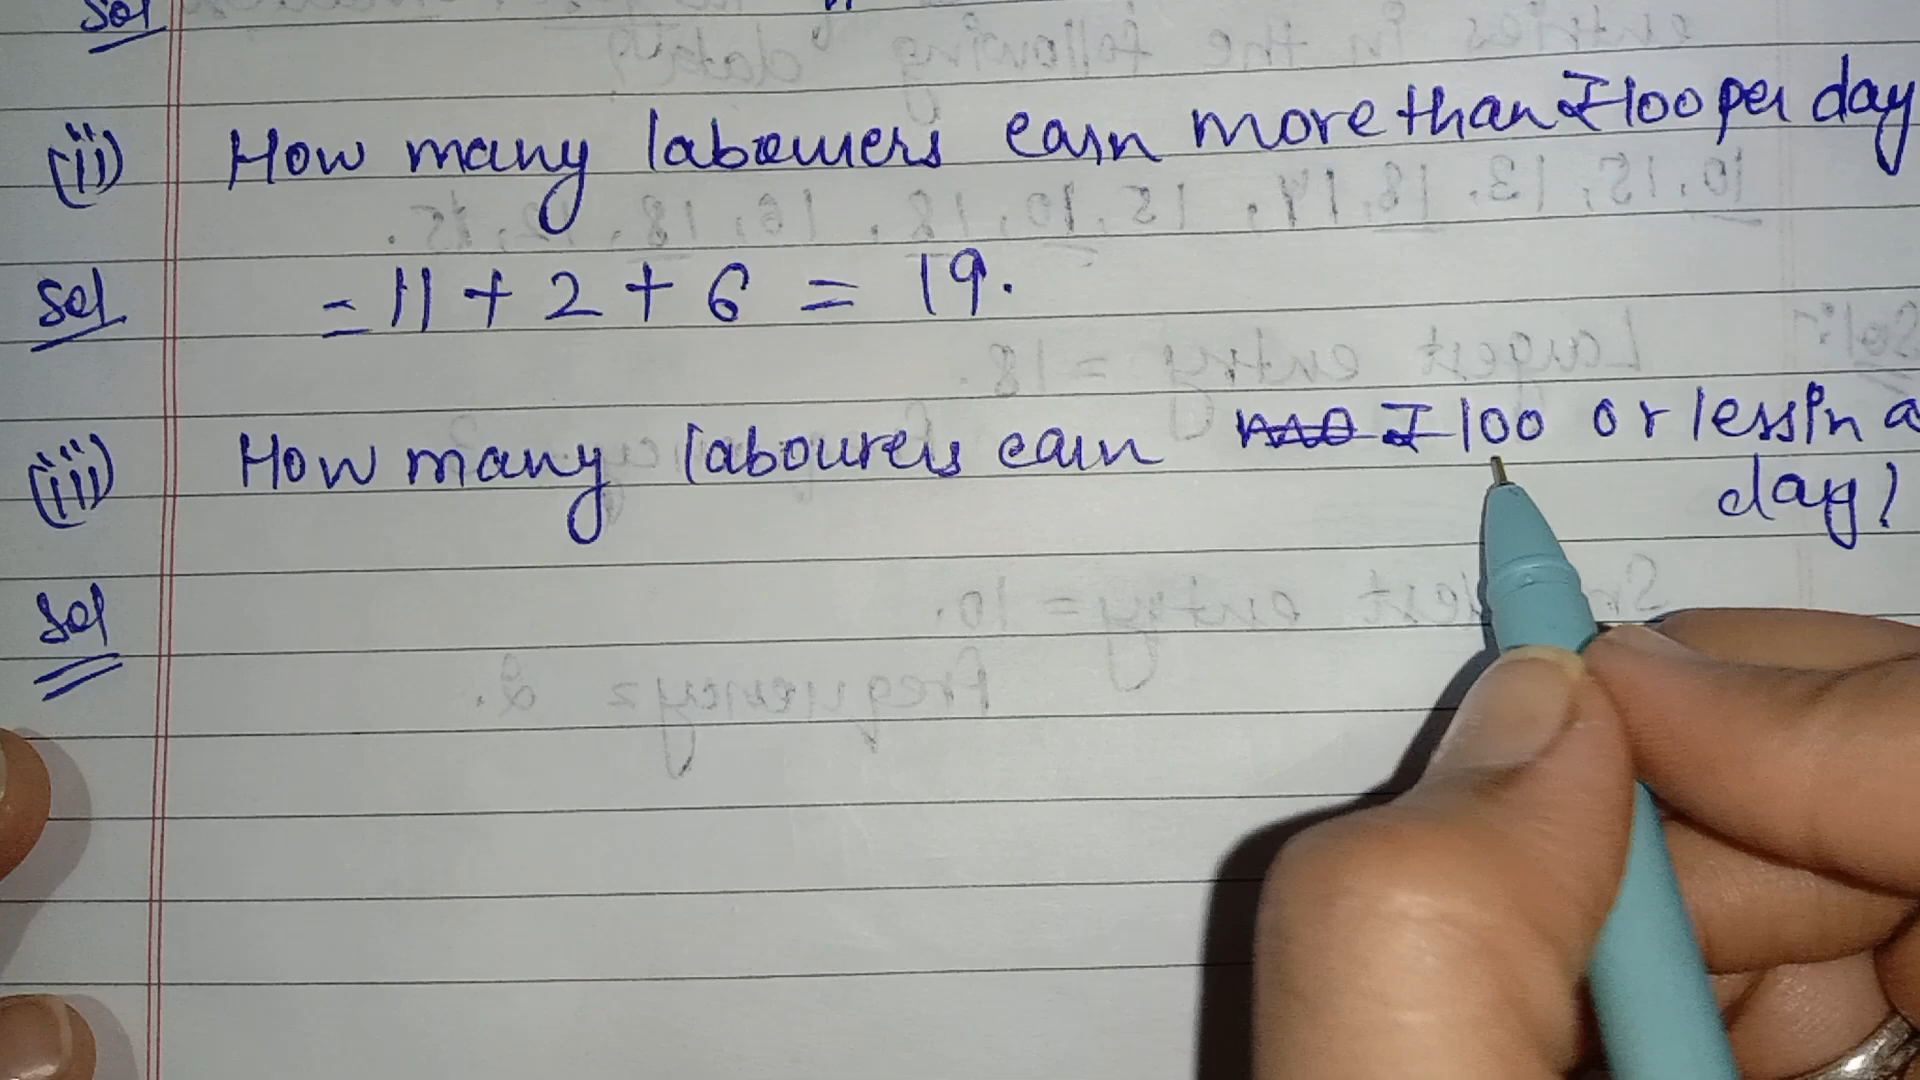 Sol
(ii) How many labourers earn more than ₹100 per day
Sol = 11 + 2 + 6 = 19.
(iii) How many labourers earn ₹100 or less in a
day?
Sol